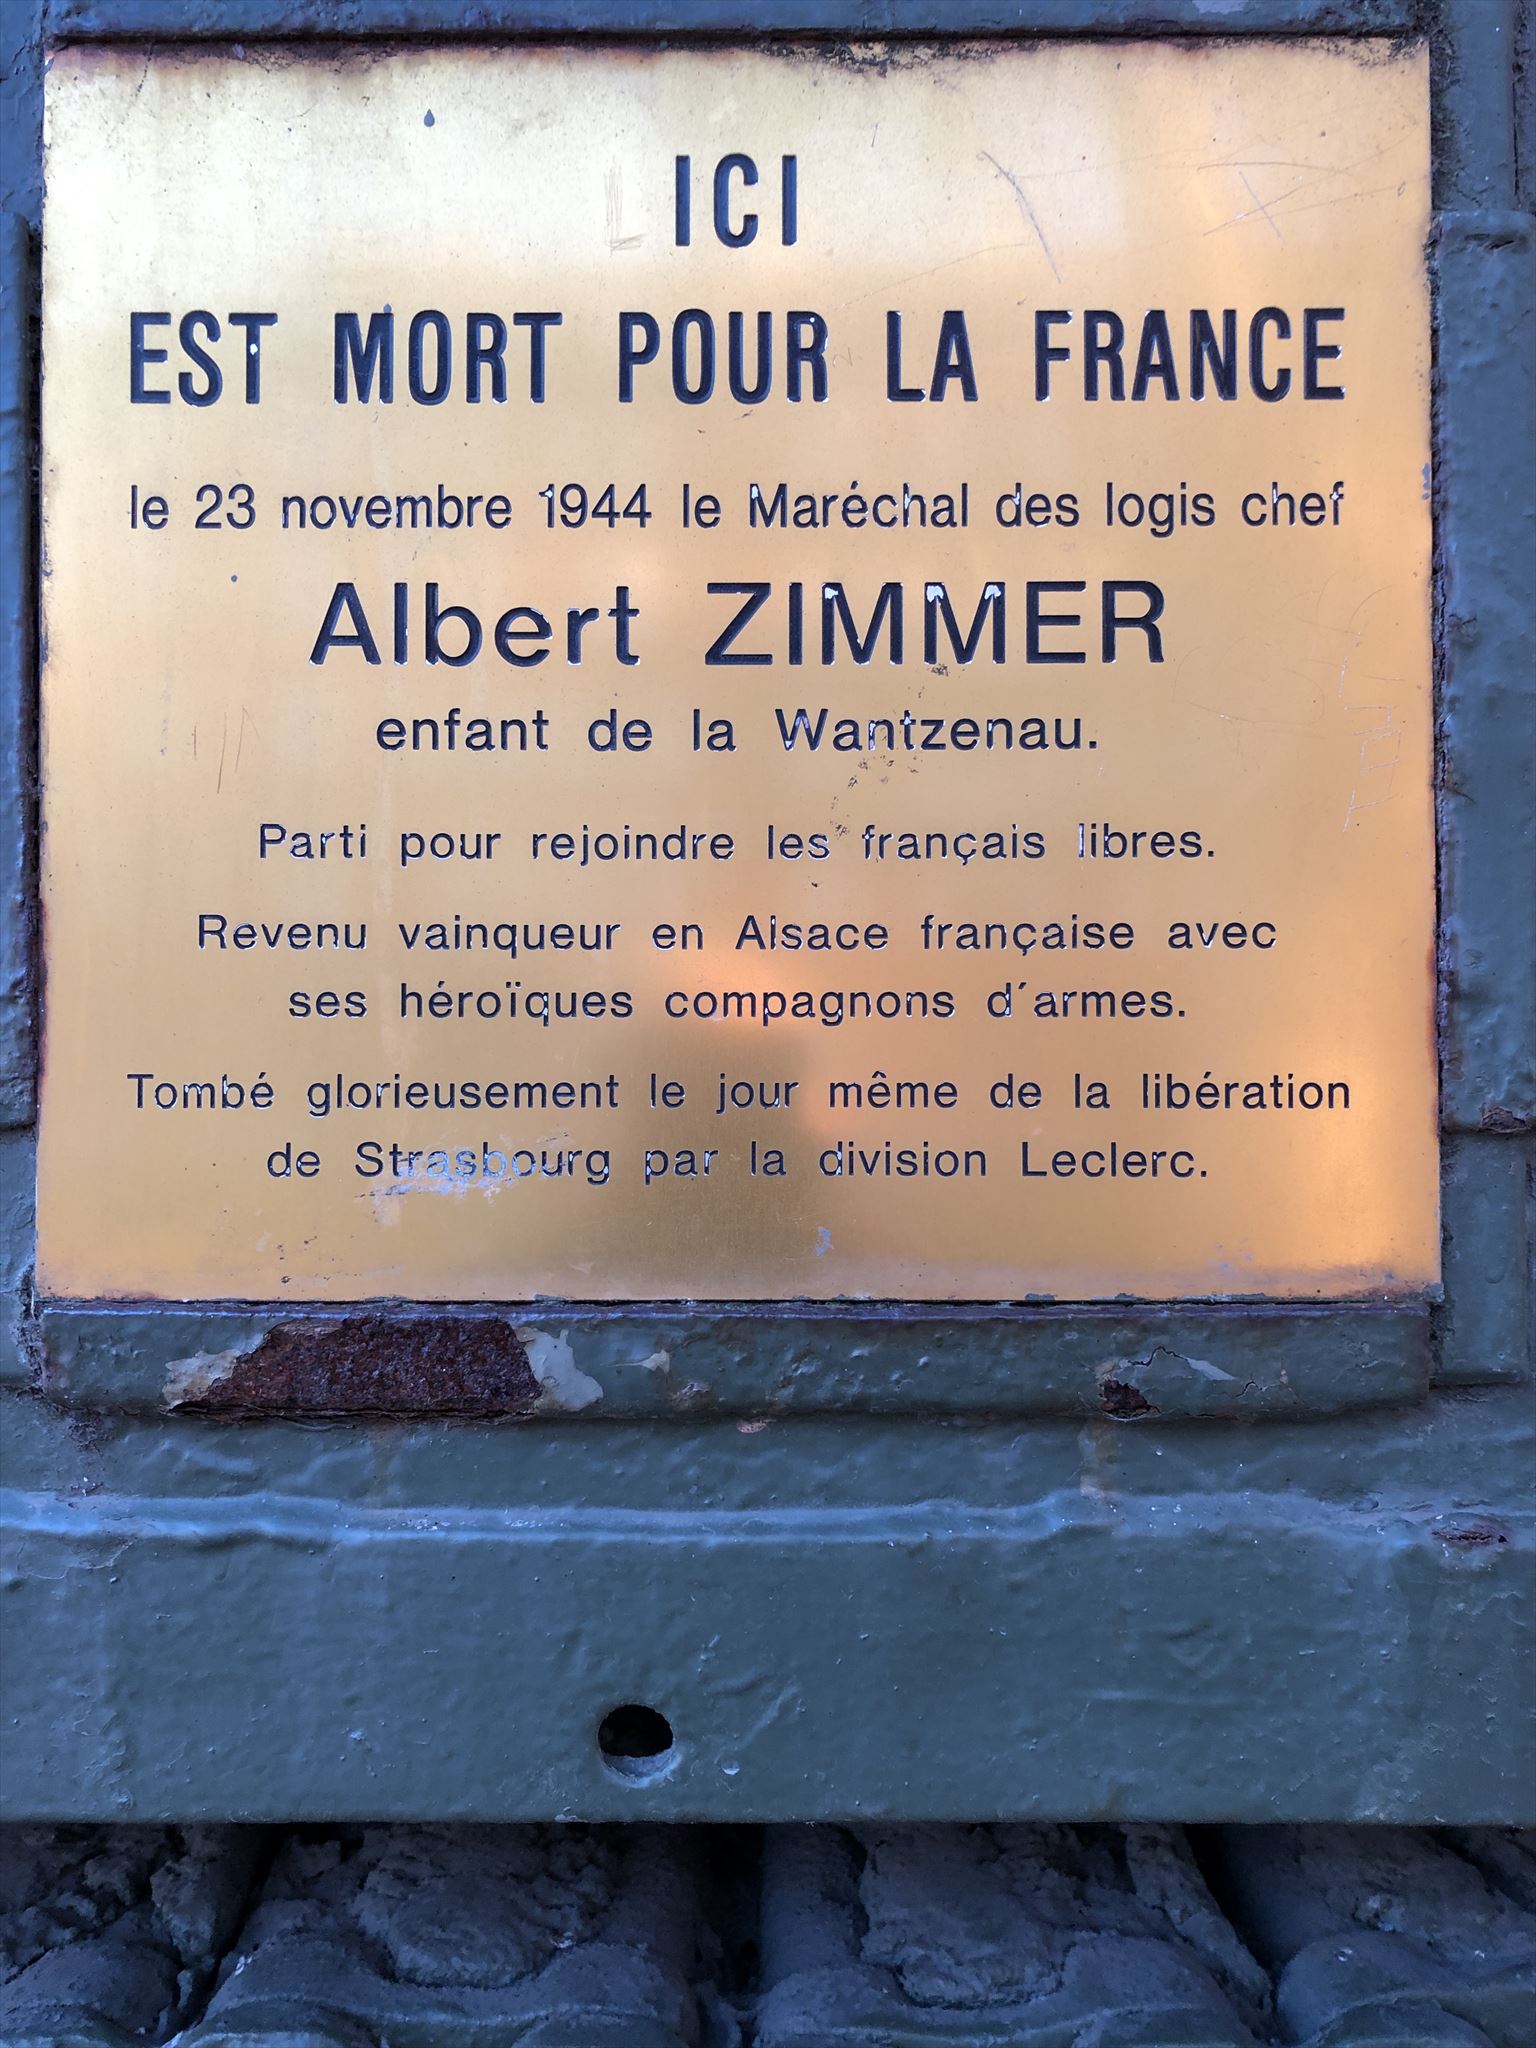 ICI
EST MORT POUR LA FRANCE
le 23 novembre 1944 le Maréchal des logis chef
Albert ZIMMER
enfant de la Wantzenau.
Parti pour rejoindre les français libres.
Revenu vainqueur en Alsace française avec
ses héroïques compagnons d´armes.
Tombé glorieusement le jour même de la libération
de Strasbourg par la division Leclerc.